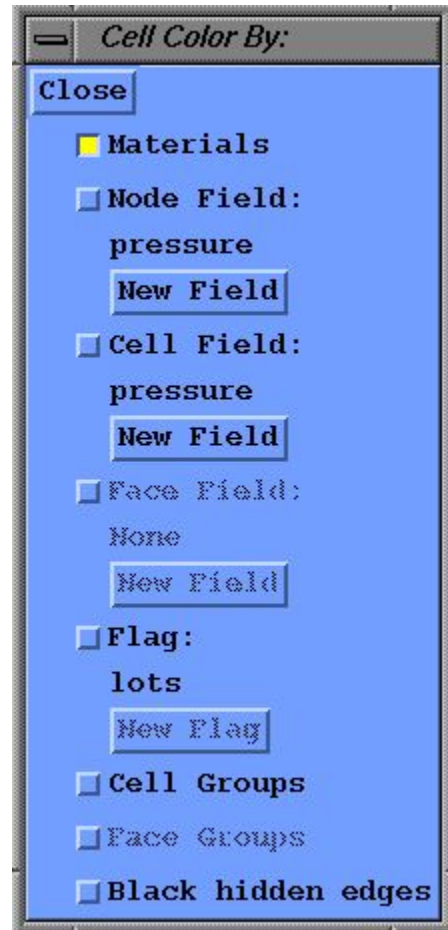 Cell Color By:
Close
Materials
Node Field:
pressure
New Field
Cell Field:
pressure
New Field
Face Field:
None
New Field
Flag:
lots
New Flag
Cell Groups
Face Groups
Black hidden edges